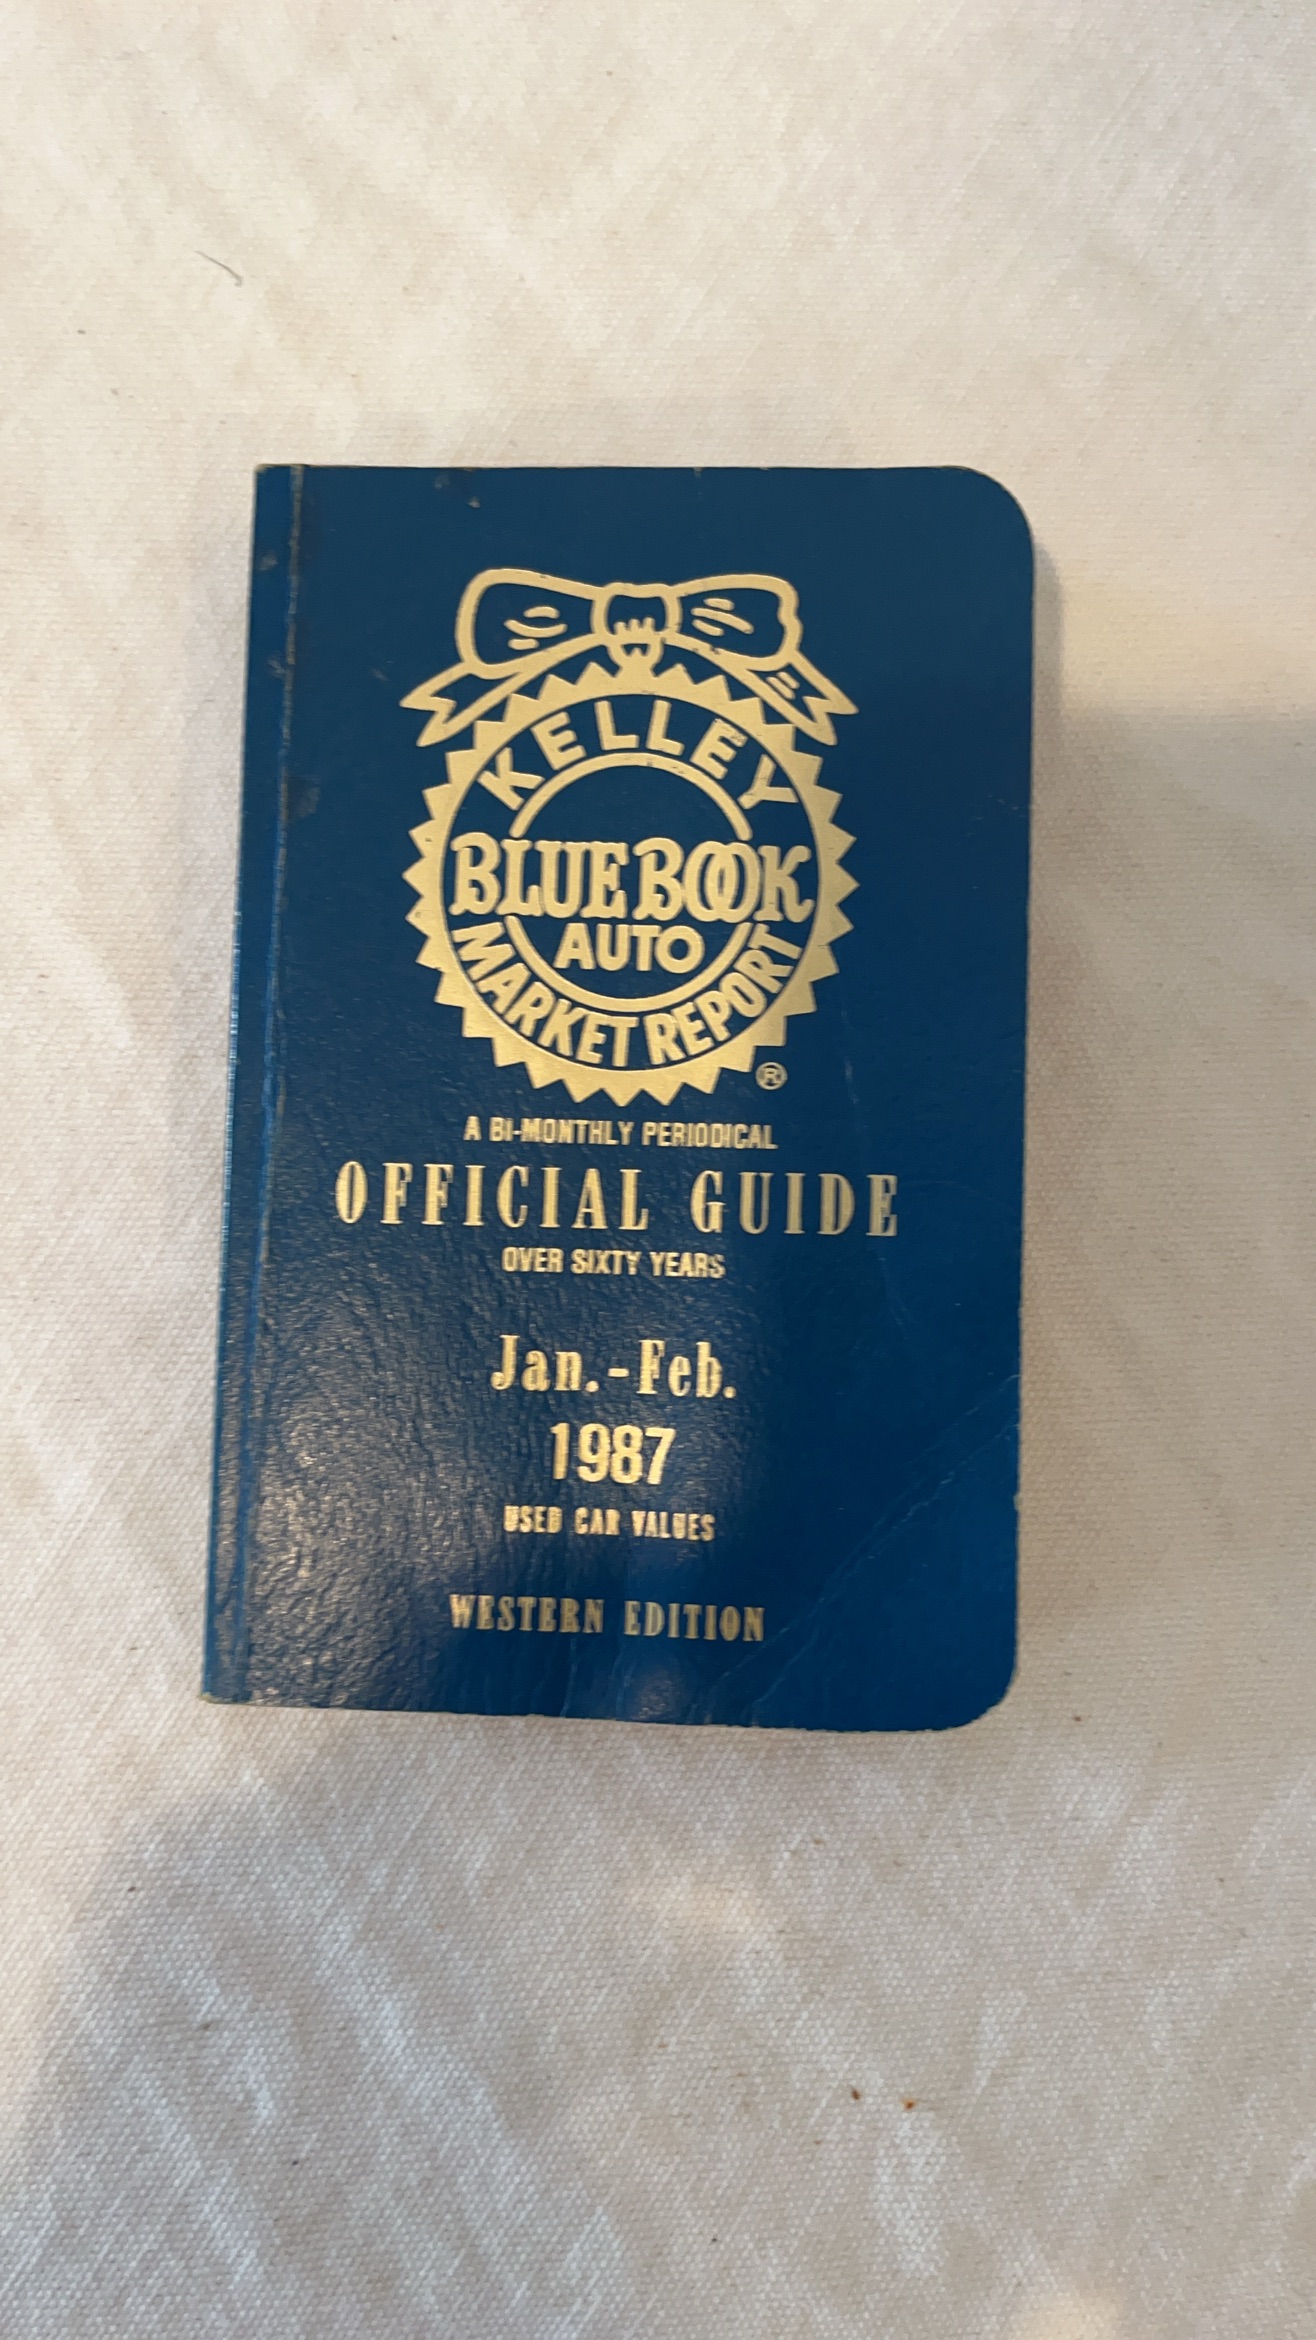 KELLEY
BLUE BOOK
AUTO
MARKET REPORT
®
A BI-MONTHLY PERIODICAL
OFFICIAL GUIDE
OVER SIXTY YEARS
Jan.-Feb.
1987
USED CAR VALUES
WESTERN EDITION